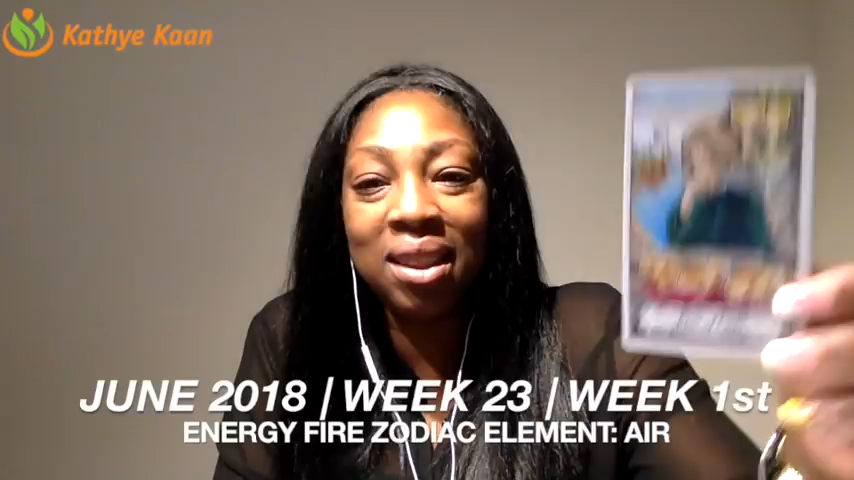 Kathye Kaan
JUNE 2018 | WEEK 23 | WEEK 1st
ENERGY FIRE ZODIAC ELEMENT: AIR